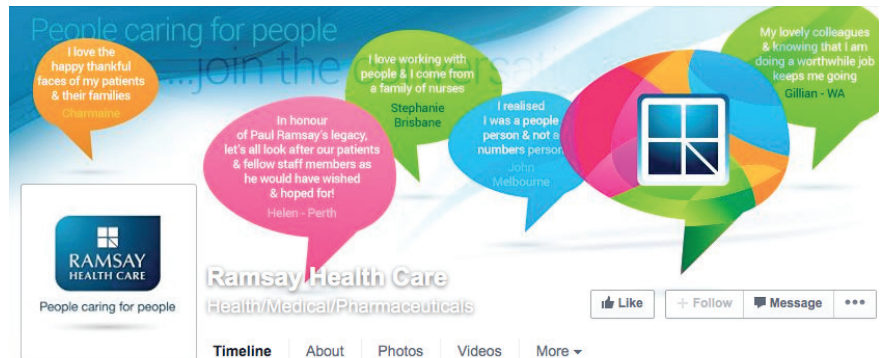 People caring for people
...join the conversation
I love the
happy thankful
faces of my patients
& their families
Charmaine
In honour
of Paul Ramsay's legacy,
let's all look after our patients
& fellow staff members as
he would have wished
& hoped for!
Helen - Perth
I love working with
people & I come from
a family of nurses
Stephanie
Brisbane
I realised
I was a people
person & not a
numbers person
John
Melbourne
My lovely colleagues
& knowing that I am
doing a worthwhile job
keeps me going
Gillian - WA
RAMSAY
HEALTH CARE
People caring for people
Ramsay Health Care
Health/Medical/Pharmaceuticals
Like
+ Follow
Message
•••
Timeline
About
Photos
Videos
More